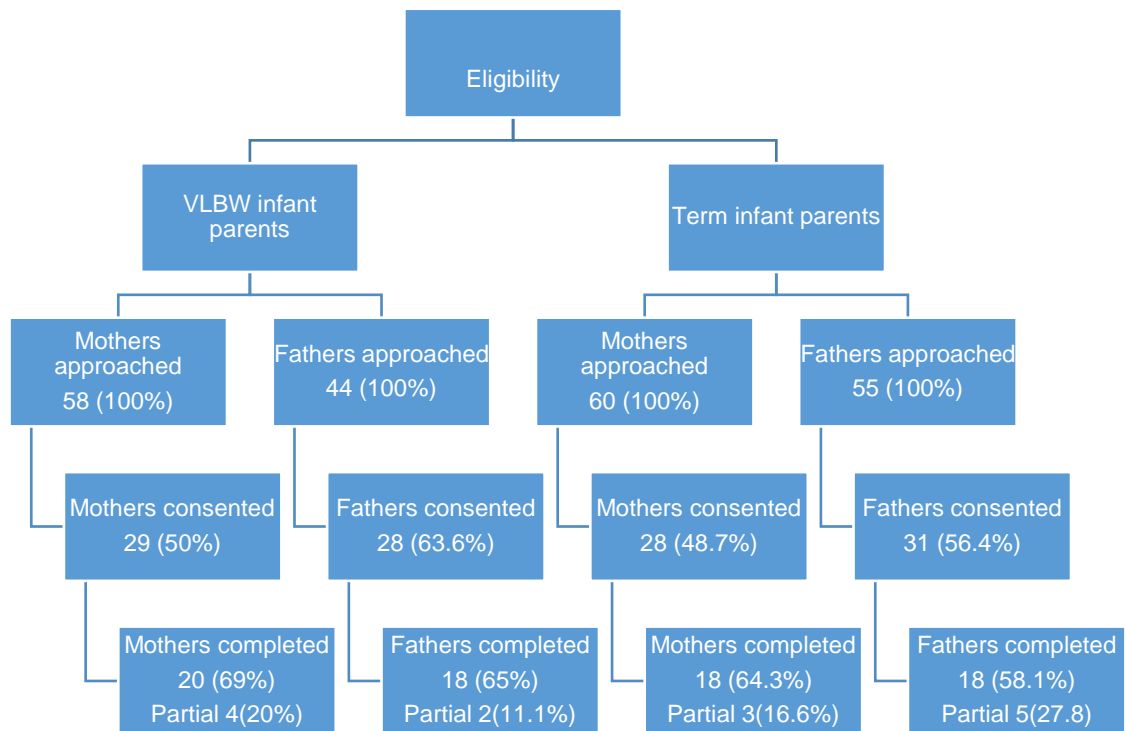 Eligibility
VLBW infant
parents
Term infant parents
Mothers
approached
58 (100%)
Fathers approached
44 (100%)
Mothers
approached
60 (100%)
Fathers approached
55 (100%)
Mothers consented
29 (50%)
Fathers consented
28 (63.6%)
Mothers consented
28 (48.7%)
Fathers consented
31 (56.4%)
Mothers completed
20 (69%)
Partial 4(20%)
Fathers completed
18 (65%)
Partial 2(11.1%)
Mothers completed
18 (64.3%)
Partial 3(16.6%)
Fathers completed
18 (58.1%)
Partial 5(27.8)